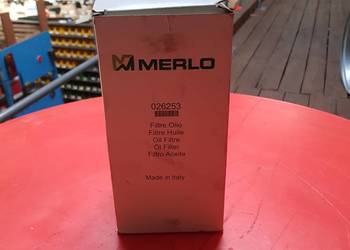 MERLO
026253
Filtro Olio
Filtre Huile
Oil Filtre
Öl Filter
Filtro Aceite
Made in Italy